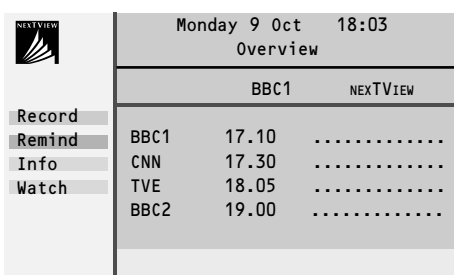 NEXTVIEW
Monday 9 Oct 18:03
Overview
BBC1 NEXTVIEW
Record
Remind
Info
Watch
BBC1 17.10 .............
CNN 17.30 .............
TVE 18.05 .............
BBC2 19.00 .............